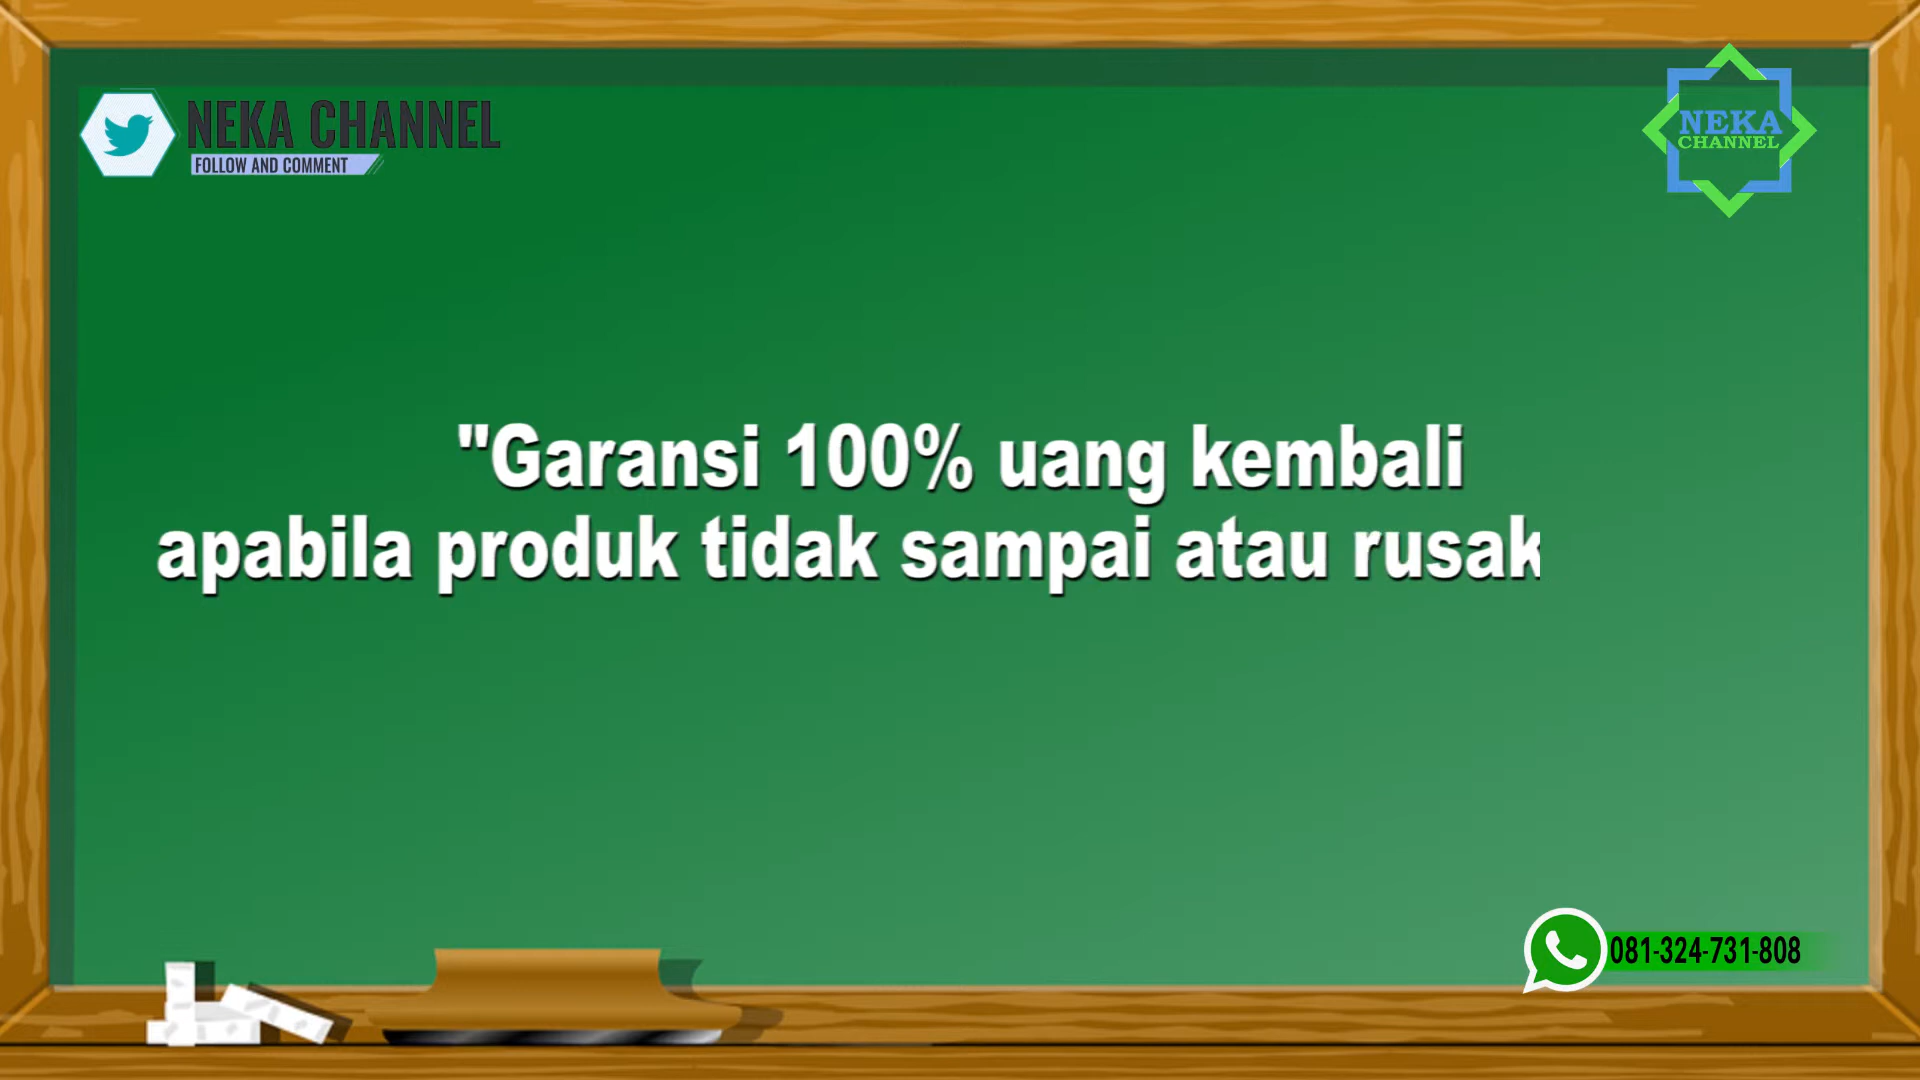 NEKA CHANNEL
FOLLOW AND COMMENT
NEKA
CHANNEL
"Garansi 100% uang kembali
apabila produk tidak sampai atau rusak
081-324-731-808